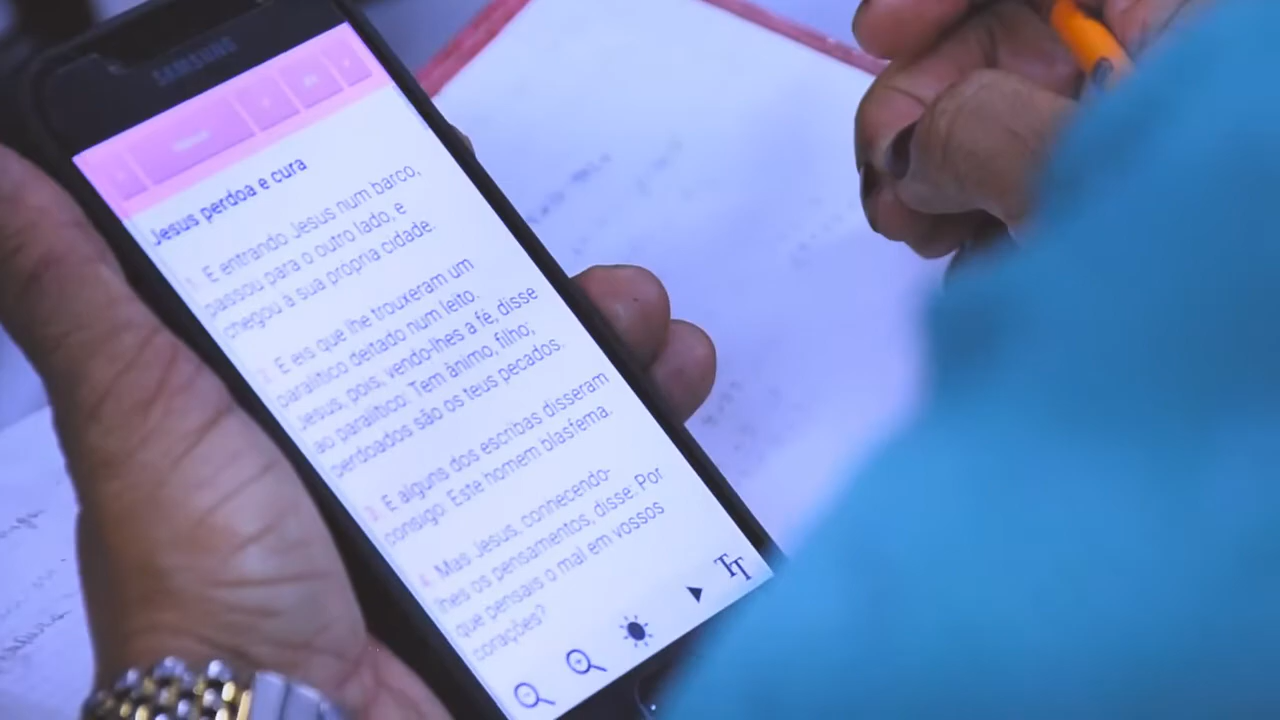 SAMSUNG
Jesus perdoa e cura
1. E entrando Jesus num barco,
passou para o outro lado, e
chegou à sua própria cidade.
2. E eis que lhe trouxeram um
paralítico deitado num leito.
Jesus, pois, vendo-lhes a fé, disse
ao paralítico: Tem ânimo, filho;
perdoados são os teus pecados.
3. E alguns dos escribas disseram
consigo: Este homem blasfema.
4. Mas Jesus, conhecendo-
lhes os pensamentos, disse: Por
que pensais o mal em vossos
corações?
TT